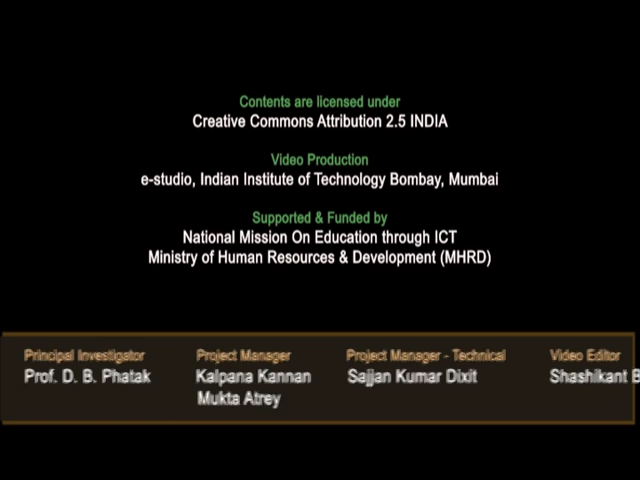 Contents are licensed under
Creative Commons Attribution 2.5 INDIA
Video Production
e-studio, Indian Institute of Technology Bombay, Mumbai
Supported & Funded by
National Mission On Education through ICT
Ministry of Human Resources & Development (MHRD)
Principal Investigator
Prof. D. B. Phatak
Project Manager
Kalpana Kannan
Mukta Atrey
Project Manager - Technical
Sajjan Kumar Dixit
Video Editor
Shashikant B